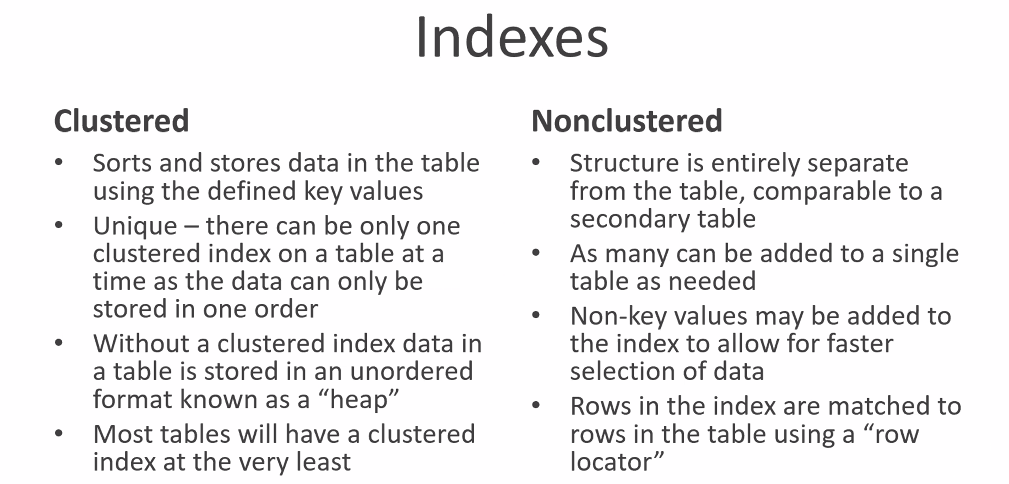 Indexes
Clustered
• Sorts and stores data in the table
using the defined key values
• Unique – there can be only one
clustered index on a table at a
time as the data can only be
stored in one order
• Without a clustered index data in
a table is stored in an unordered
format known as a “heap”
• Most tables will have a clustered
index at the very least
Nonclustered
• Structure is entirely separate
from the table, comparable to a
secondary table
• As many can be added to a single
table as needed
• Non-key values may be added to
the index to allow for faster
selection of data
• Rows in the index are matched to
rows in the table using a “row
locator”